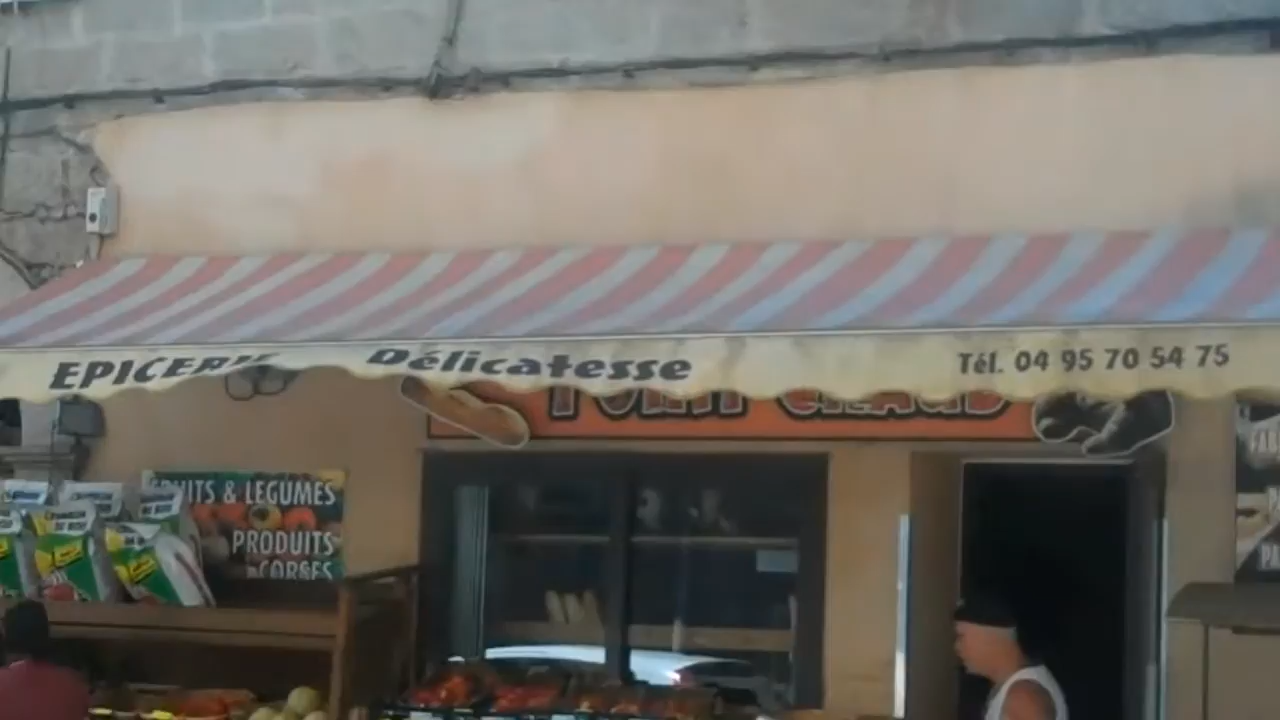 EPICERIE Délicatesse Tél. 04 95 70 54 75
FRUITS & LEGUMES
PRODUITS
CORSES